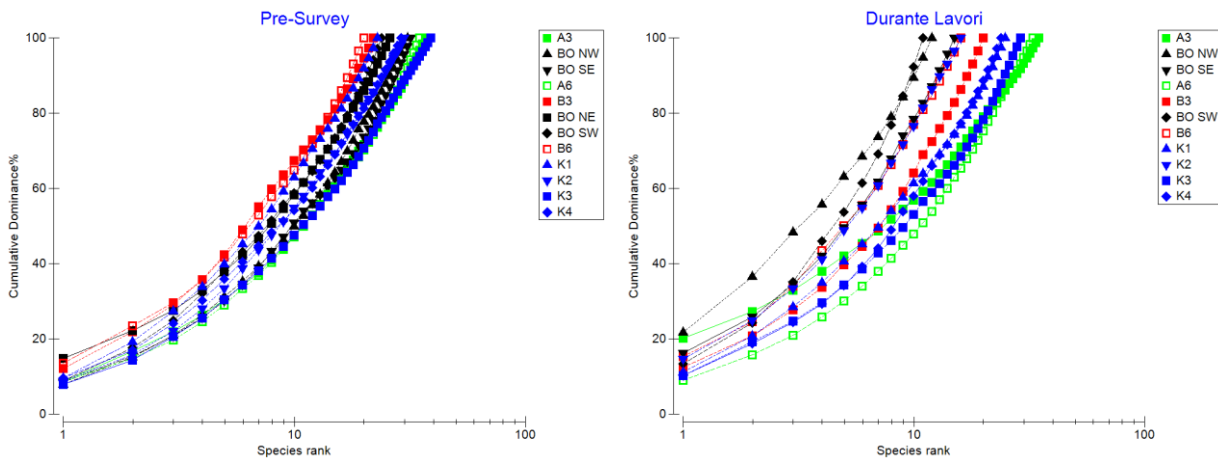 Pre-Survey
Cumulative Dominance%
100
80
60
40
20
0
1
10
100
Species rank
A3
BO NW
BO SE
A6
B3
BO NE
BO SW
B6
K1
K2
K3
K4
Durante Lavori
Cumulative Dominance%
100
80
60
40
20
0
1
10
100
Species rank
A3
BO NW
BO SE
A6
B3
BO SW
B6
K1
K2
K3
K4